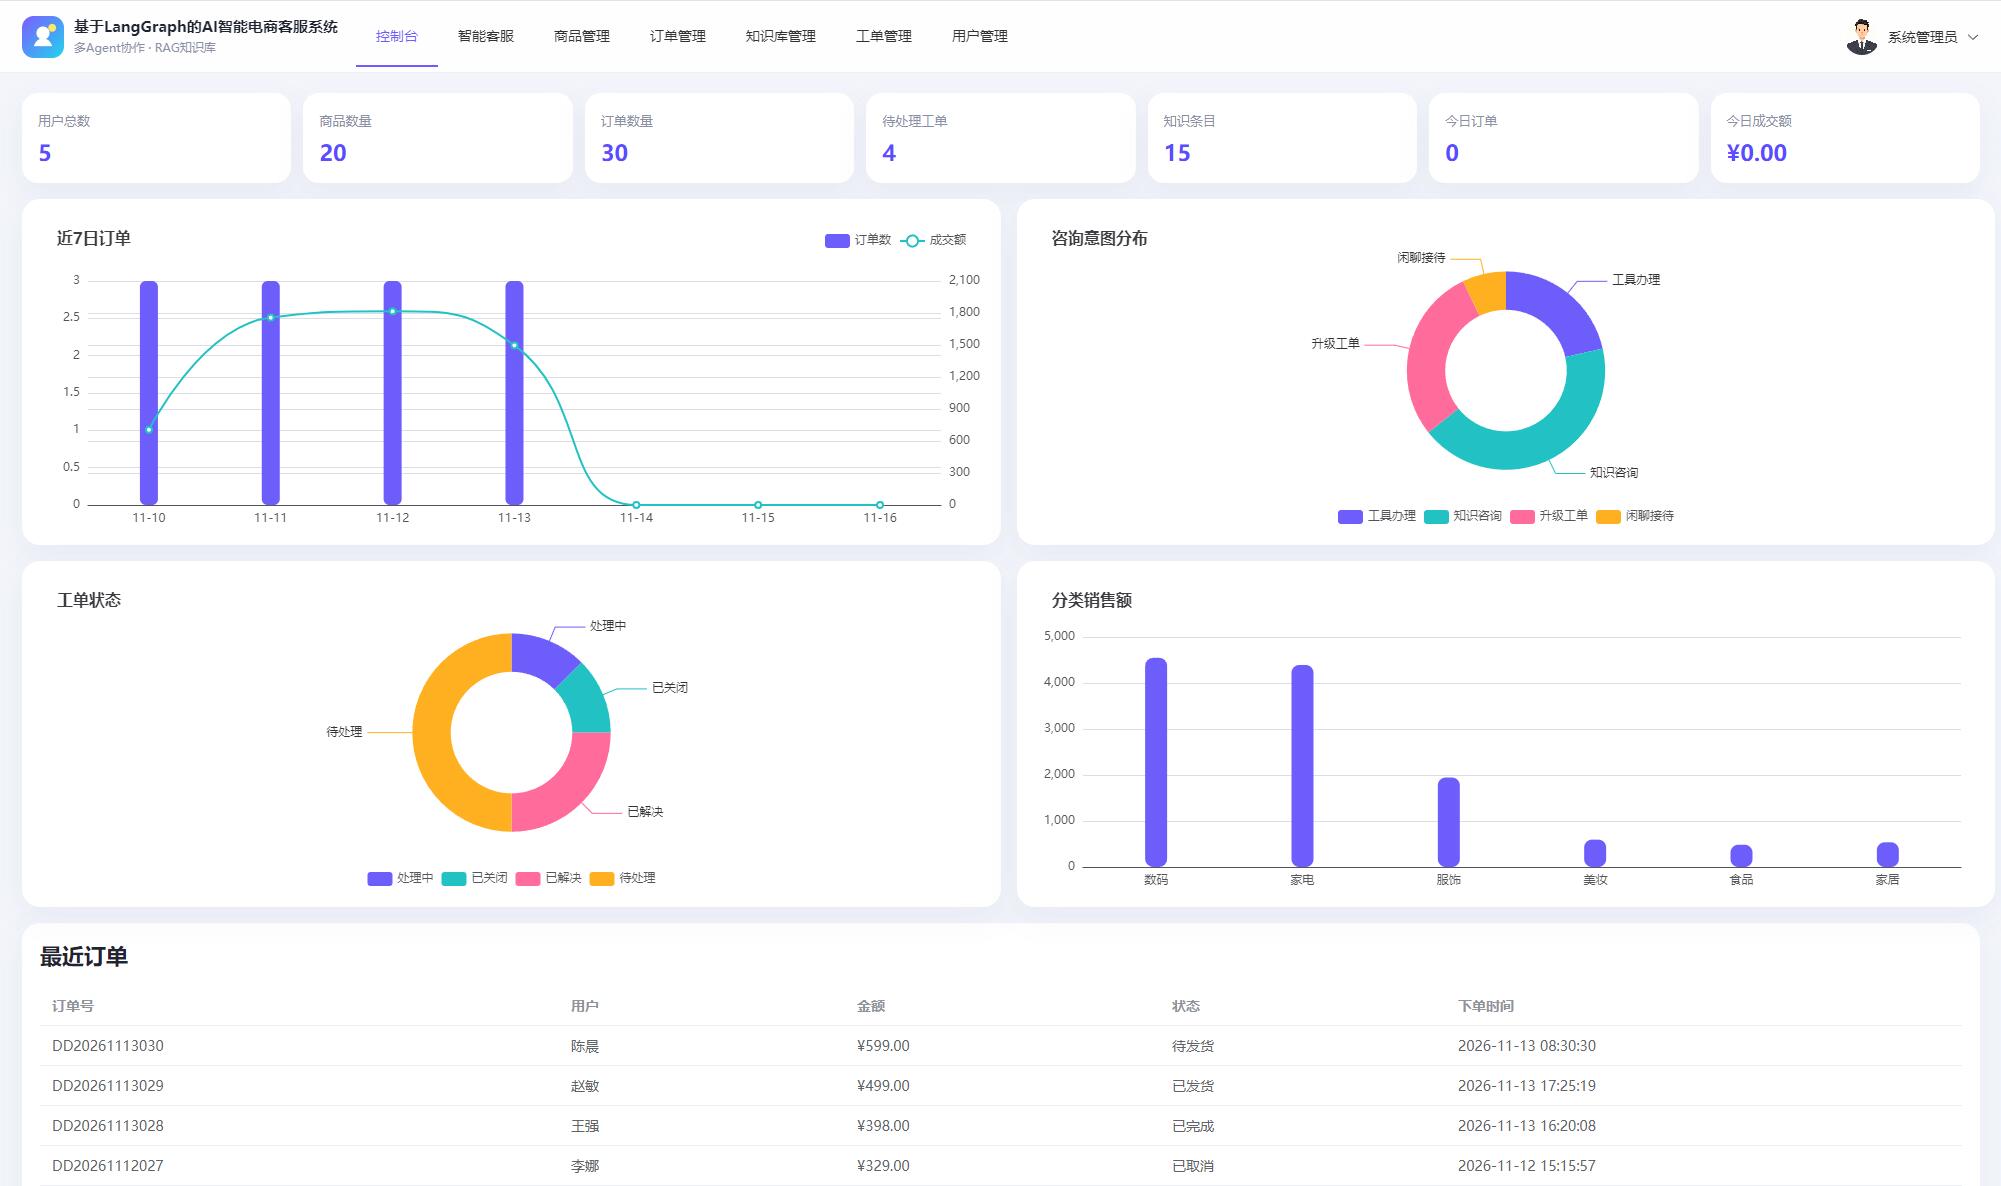 基于LangGraph的AI智能电商客服系统
多Agent协作 · RAG知识库
控制台 智能客服 商品管理 订单管理 知识库管理 工单管理 用户管理
系统管理员
用户总数 商品数量 订单数量 待处理工单 知识条目 今日订单 今日成交额
5 20 30 4 15 0 ¥0.00
近7日订单
订单数 成交额
3 2,100
2.5 1,800
2 1,500
1.5 1,200
1 900
0.5 600
0 300
0
11-10 11-11 11-12 11-13 11-14 11-15 11-16
咨询意图分布
闲聊接待
工具办理
升级工单
知识咨询
工具办理 知识咨询 升级工单 闲聊接待
工单状态
处理中
已关闭
待处理
已解决
处理中 已关闭 已解决 待处理
分类销售额
5,000
4,000
3,000
2,000
1,000
0
数码 家电 服饰 美妆 食品 家居
最近订单
订单号 用户 金额 状态 下单时间
DD20261113030 陈晨 ¥599.00 待发货 2026-11-13 08:30:30
DD20261113029 赵敏 ¥499.00 已发货 2026-11-13 17:25:19
DD20261113028 王强 ¥398.00 已完成 2026-11-13 16:20:08
DD20261112027 李娜 ¥329.00 已取消 2026-11-12 15:15:57